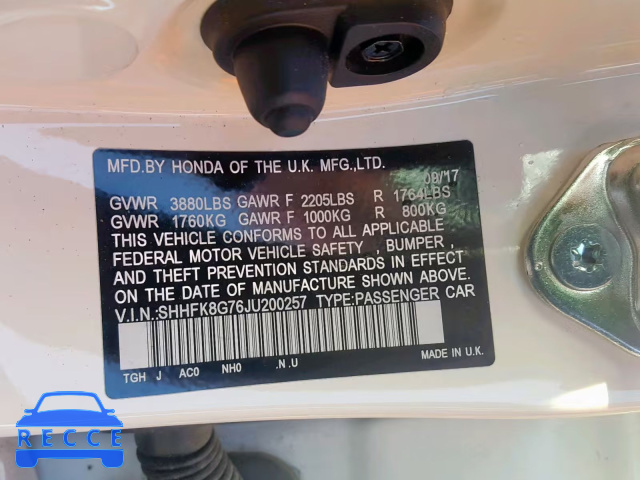 MFD.BY HONDA OF THE U.K. MFG.,LTD.
08/17
GVWR 3880LBS GAWR F 2205LBS R 1764LBS
GVWR 1760KG GAWR F 1000KG R 800KG
THIS VEHICLE CONFORMS TO ALL APPLICABLE
FEDERAL MOTOR VEHICLE SAFETY , BUMPER ,
AND THEFT PREVENTION STANDARDS IN EFFECT
ON THE DATE OF MANUFACTURE SHOWN ABOVE.
V.I.N.:SHHFK8G76JU200257 TYPE:PASSENGER CAR
TGH J AC0 NH0 .N.U MADE IN U.K.
RECCE